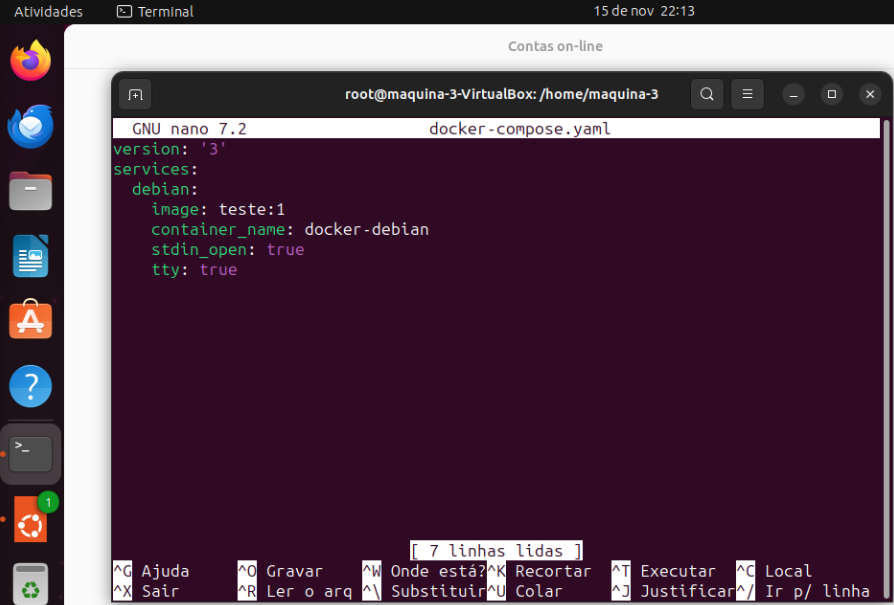 Atividades Terminal 15 de nov 22:13
Contas on-line
root@maquina-3-VirtualBox: /home/maquina-3
GNU nano 7.2 docker-compose.yaml
version: '3'
services:
  debian:
    image: teste:1
    container_name: docker-debian
    stdin_open: true
    tty: true
[ 7 linhas lidas ]
^G Ajuda ^O Gravar ^W Onde está? ^K Recortar ^T Executar ^C Local
^X Sair ^R Ler o arq ^\ Substituir ^U Colar ^J Justificar ^/ Ir p/ linha
1